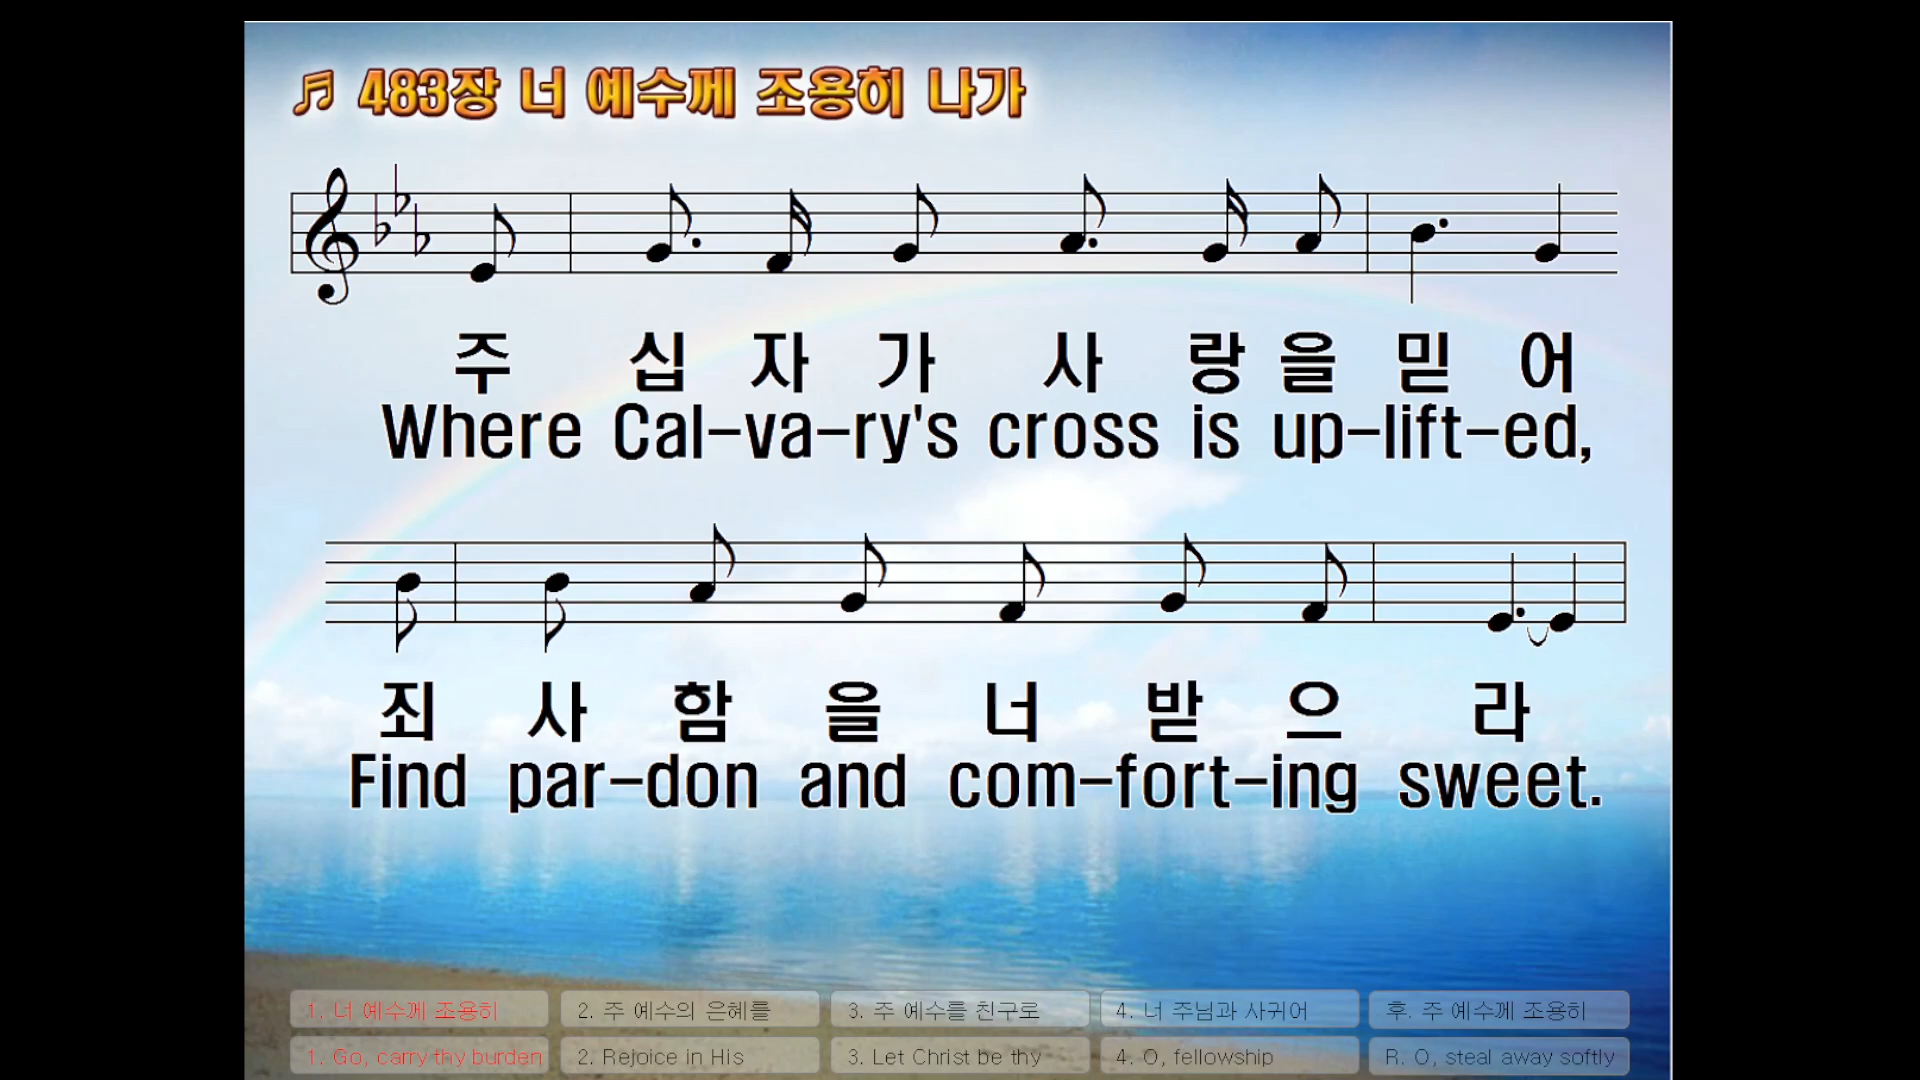 483장 너 예수께 조용히 나가
주 십 자 가 사 랑 을 믿 어
Where Cal-va-ry's cross is up-lift-ed,
죄 사 함 을 너 받 으 라
Find par-don and com-fort-ing sweet.
1. 너 예수께 조용히 2. 주 예수의 은혜를 3. 주 예수를 친구로 4. 너 주님과 사귀어 후. 주 예수께 조용히
1. Go, carry thy burden 2. Rejoice in His 3. Let Christ be thy 4. O, fellowship R. O, steal away softly